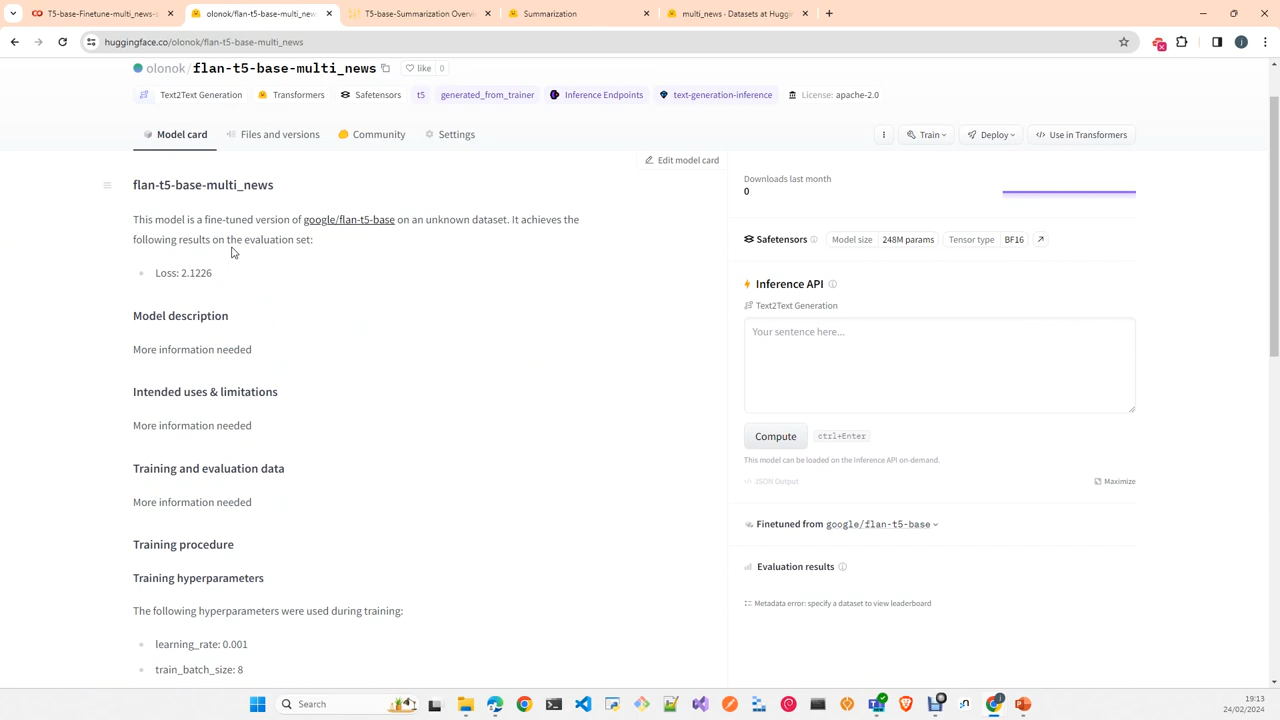 T5-base-Finetune-multi_news-s
olonok/flan-t5-base-multi_news
T5-base-Summarization Overv
Summarization
multi_news · Datasets at Huggin
huggingface.co/olonok/flan-t5-base-multi_news
olonok/flan-t5-base-multi_news
like 0
Text2Text Generation
Transformers
Safetensors
t5
generated_from_trainer
Inference Endpoints
text-generation-inference
License: apache-2.0
Model card
Files and versions
Community
Settings
Train
Deploy
Use in Transformers
Edit model card
flan-t5-base-multi_news
This model is a fine-tuned version of google/flan-t5-base on an unknown dataset. It achieves the
following results on the evaluation set:
Loss: 2.1226
Model description
More information needed
Intended uses & limitations
More information needed
Training and evaluation data
More information needed
Training procedure
Training hyperparameters
The following hyperparameters were used during training:
learning_rate: 0.001
train_batch_size: 8
Downloads last month
0
Safetensors
Model size 248M params
Tensor type BF16
Inference API
Text2Text Generation
Your sentence here...
Compute
ctrl+Enter
This model can be loaded on the Inference API on-demand.
JSON Output
Maximize
Finetuned from google/flan-t5-base
Evaluation results
Metadata error: specify a dataset to view leaderboard
Search
19:13
24/02/2024